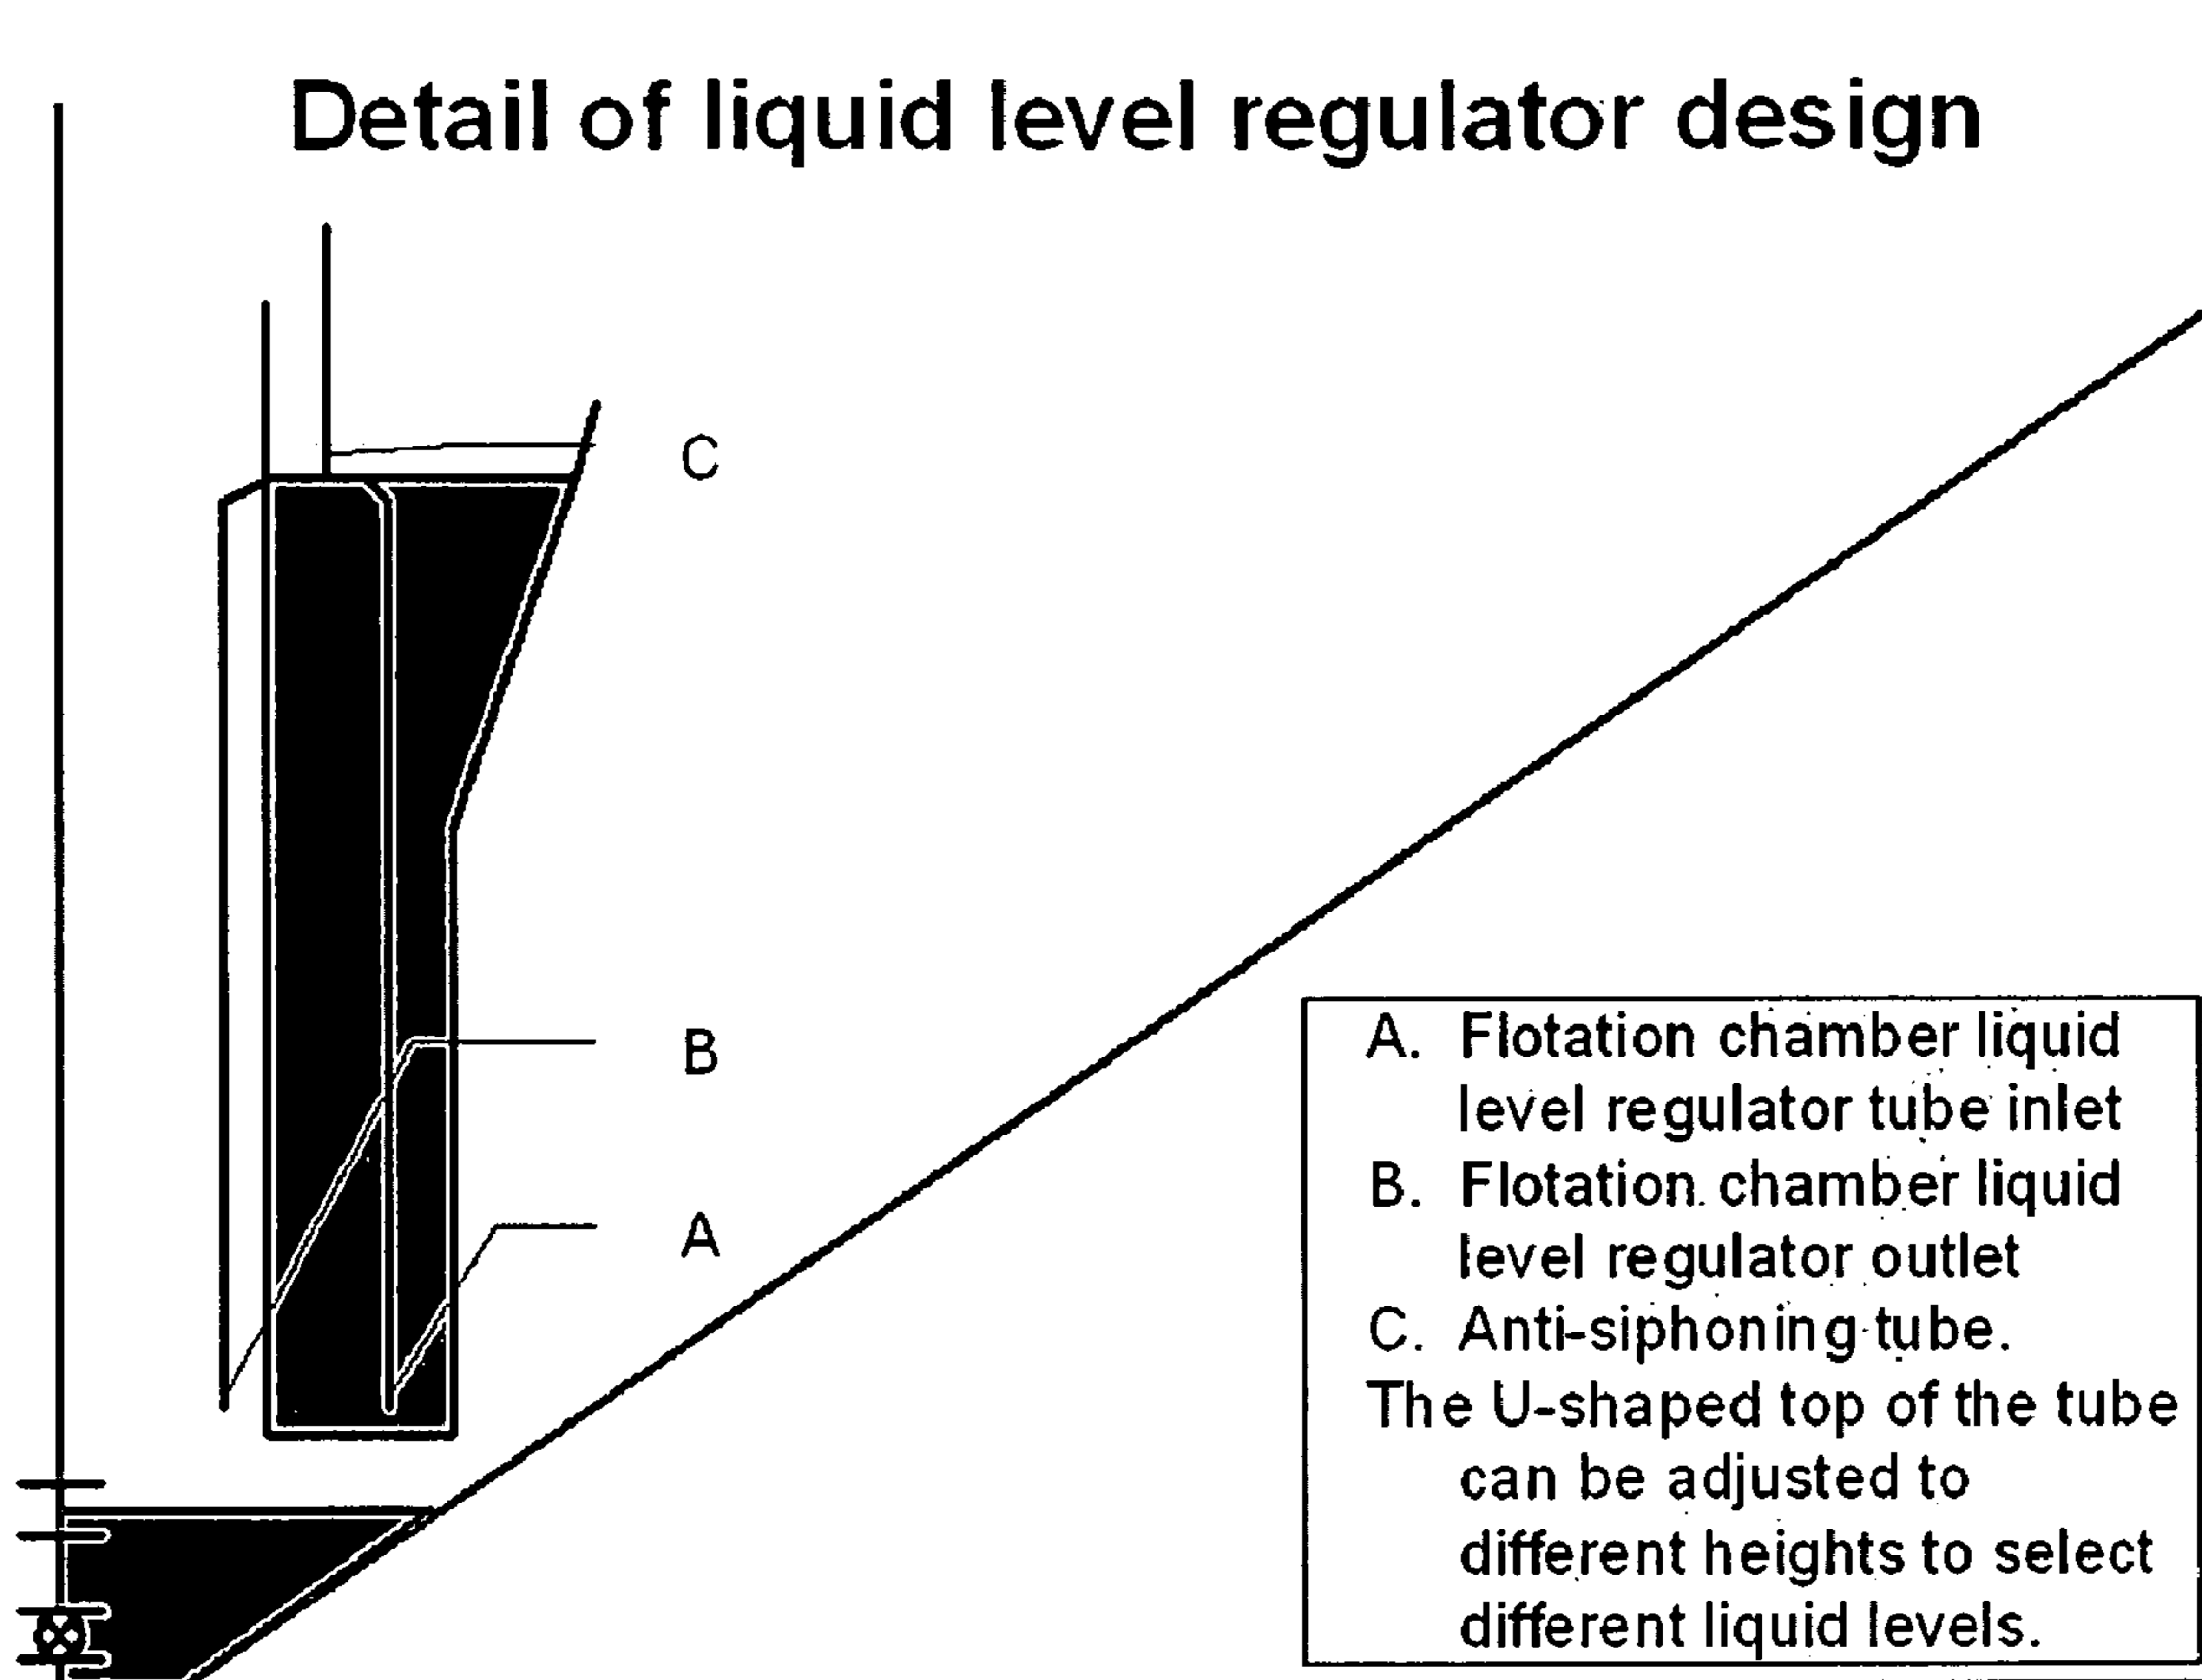 Detail of liquid level regulator design
C
B
A
A. Flotation chamber liquid
level regulator tube inlet
B. Flotation chamber liquid
level regulator outlet
C. Anti-siphoning tube.
The U-shaped top of the tube
can be adjusted to
different heights to select
different liquid levels.